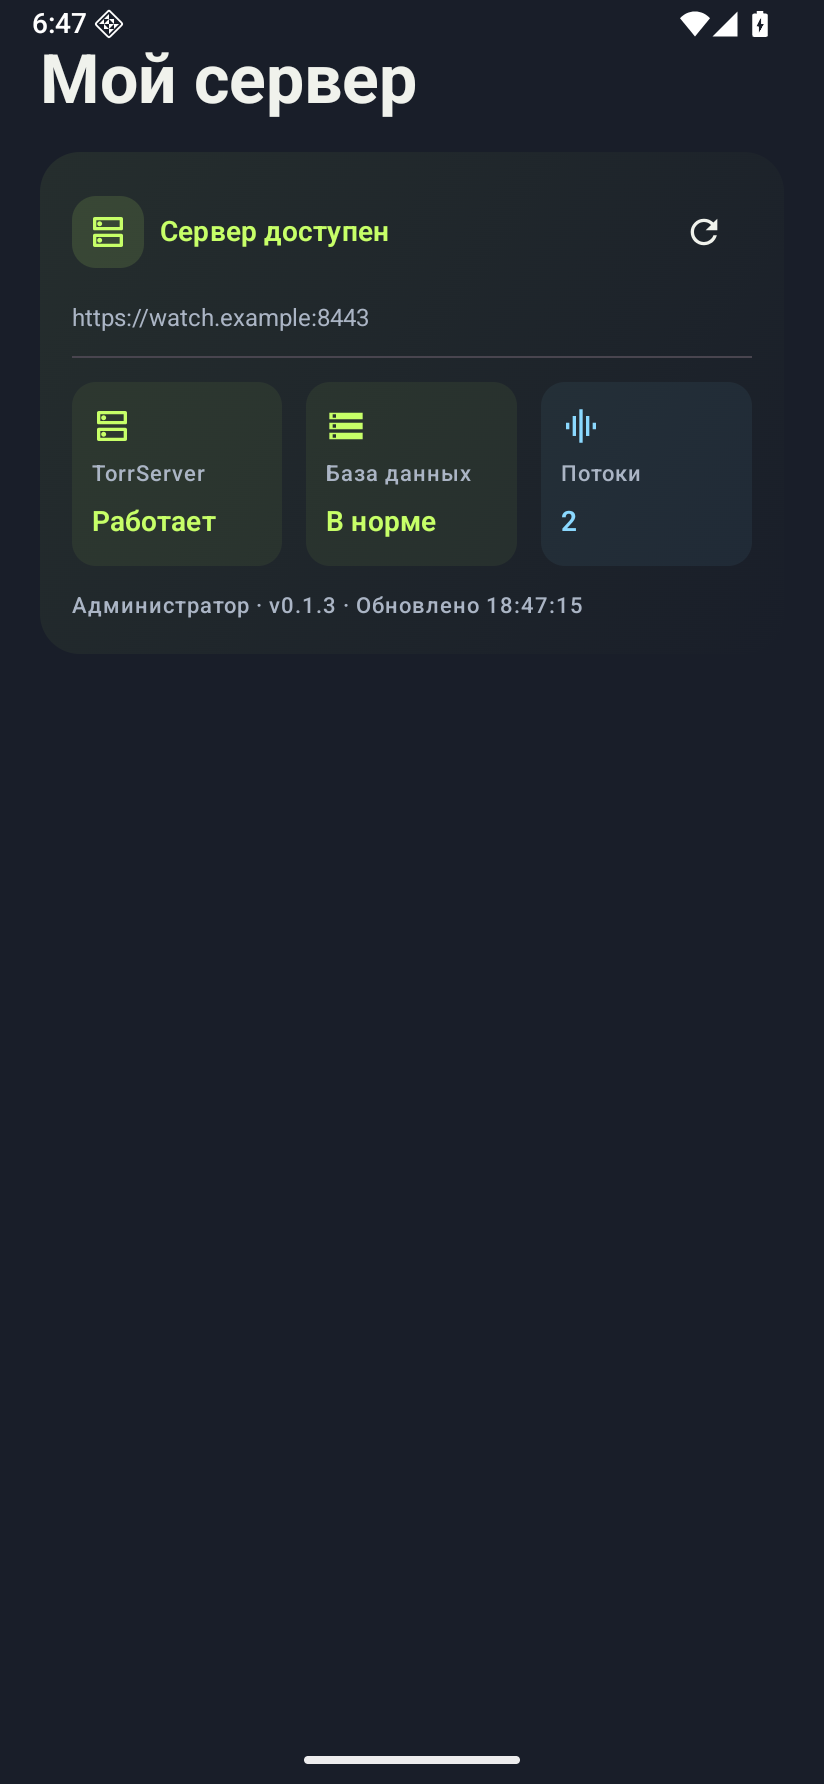 6:47
Мой сервер
Сервер доступен
https://watch.example:8443
TorrServer
Работает
База данных
В норме
Потоки
2
Администратор · v0.1.3 · Обновлено 18:47:15